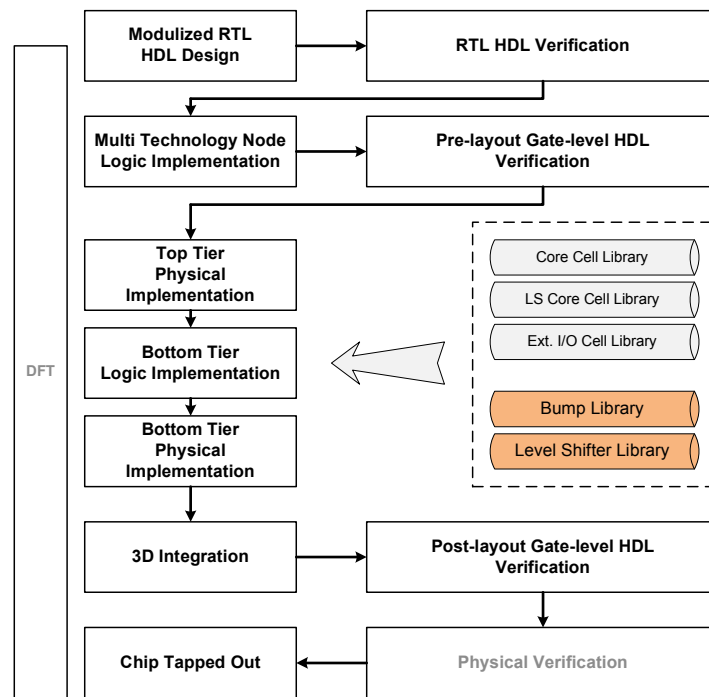 Modulized RTL
HDL Design
RTL HDL Verification
Multi Technology Node
Logic Implementation
Pre-layout Gate-level HDL
Verification
Top Tier
Physical
Implementation
Core Cell Library
LS Core Cell Library
Ext. I/O Cell Library
Bottom Tier
Logic Implementation
DFT
Bump Library
Level Shifter Library
Bottom Tier
Physical
Implementation
3D Integration
Post-layout Gate-level HDL
Verification
Chip Tapped Out
Physical Verification